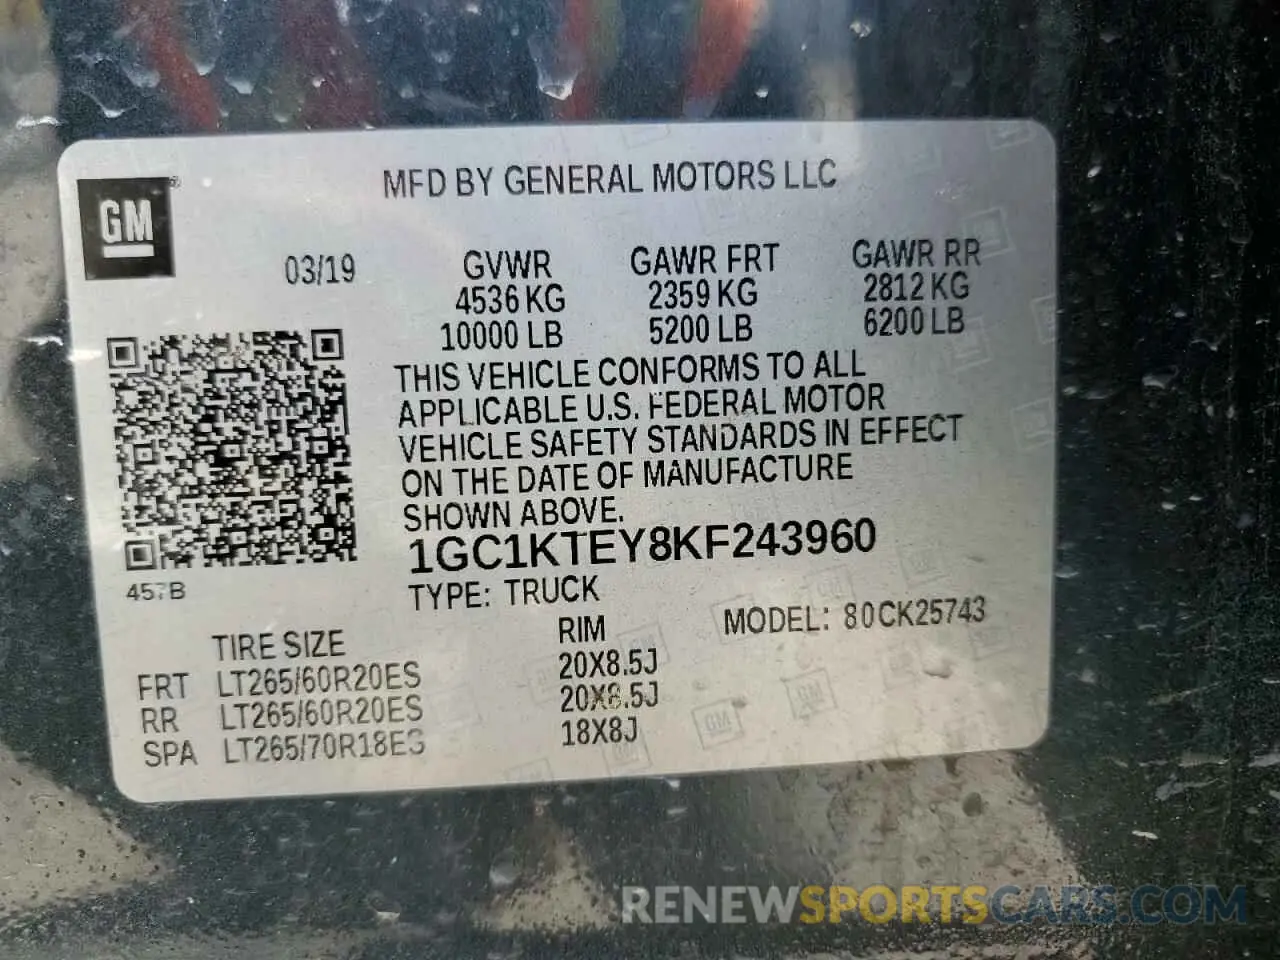 MFD BY GENERAL MOTORS LLC
GM
03/19 GVWR GAWR FRT GAWR RR
4536 KG 2359 KG 2812 KG
10000 LB 5200 LB 6200 LB
THIS VEHICLE CONFORMS TO ALL
APPLICABLE U.S. FEDERAL MOTOR
VEHICLE SAFETY STANDARDS IN EFFECT
ON THE DATE OF MANUFACTURE
SHOWN ABOVE.
1GC1KTEY8KF243960
457B
TYPE: TRUCK
MODEL: 80CK25743
TIRE SIZE RIM
FRT LT265/60R20ES 20X8.5J
RR LT265/60R20ES 20X8.5J
SPA LT265/70R18ES 18X8J
RENEWSPORTSCARS.COM